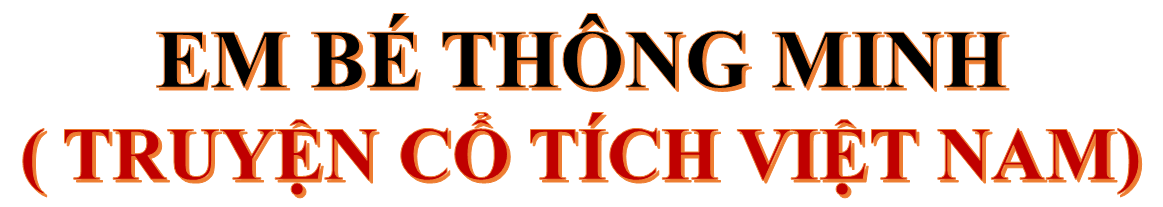 EM BÉ THÔNG MINH
( TRUYỆN CỔ TÍCH VIỆT NAM)